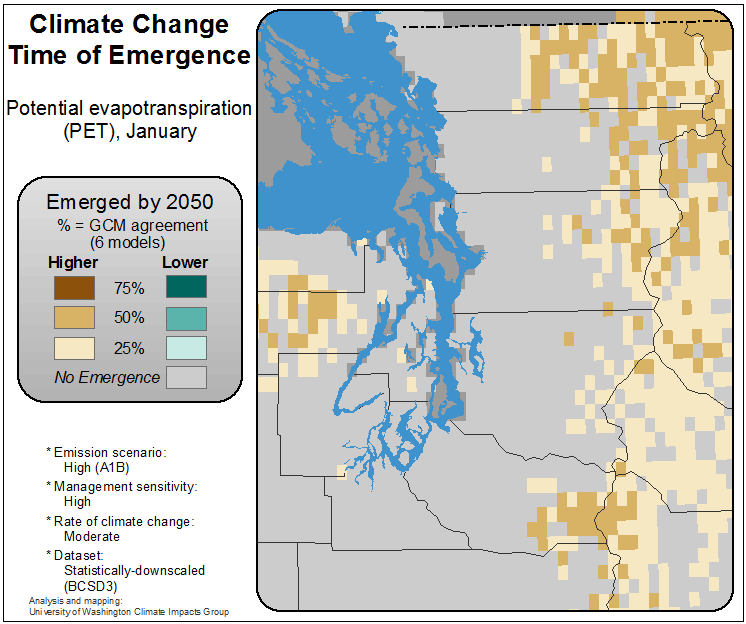 Climate Change
Time of Emergence
Potential evapotranspiration
(PET), January
Emerged by 2050
% = GCM agreement
(6 models)
Higher Lower
75%
50%
25%
No Emergence
* Emission scenario:
High (A1B)
* Management sensitivity:
High
* Rate of climate change:
Moderate
* Dataset:
Statistically-downscaled
(BCSD3)
Analysis and mapping:
University of Washington Climate Impacts Group